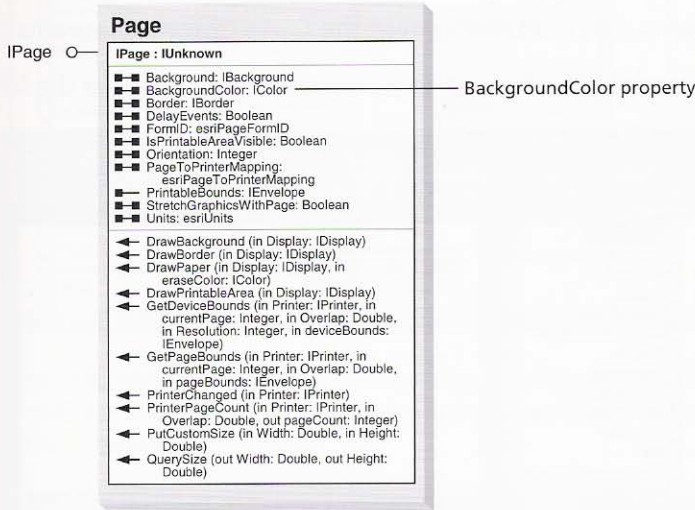 Page
IPage
IPage : IUnknown
Background: IBackground
BackgroundColor: IColor
BackgroundColor property
Border: IBorder
DelayEvents: Boolean
FormID: esriPageFormID
IsPrintableAreaVisible: Boolean
Orientation: Integer
PageToPrinterMapping:
esriPageToPrinterMapping
PrintableBounds: IEnvelope
StretchGraphicsWithPage: Boolean
Units: esriUnits
DrawBackground (in Display: IDisplay)
DrawBorder (in Display: IDisplay)
DrawPaper (in Display: IDisplay, in
eraseColor: IColor)
DrawPrintableArea (in Display: IDisplay)
GetDeviceBounds (in Printer: IPrinter, in
currentPage: Integer, in Overlap: Double,
in Resolution: Integer, in deviceBounds:
IEnvelope)
GetPageBounds (in Printer: IPrinter, in
currentPage: Integer, in Overlap: Double,
in pageBounds: IEnvelope)
PrinterChanged (in Printer: IPrinter)
PrinterPageCount (in Printer: IPrinter, in
Overlap: Double, out pageCount: Integer)
PutCustomSize (in Width: Double, in Height:
Double)
QuerySize (out Width: Double, out Height:
Double)